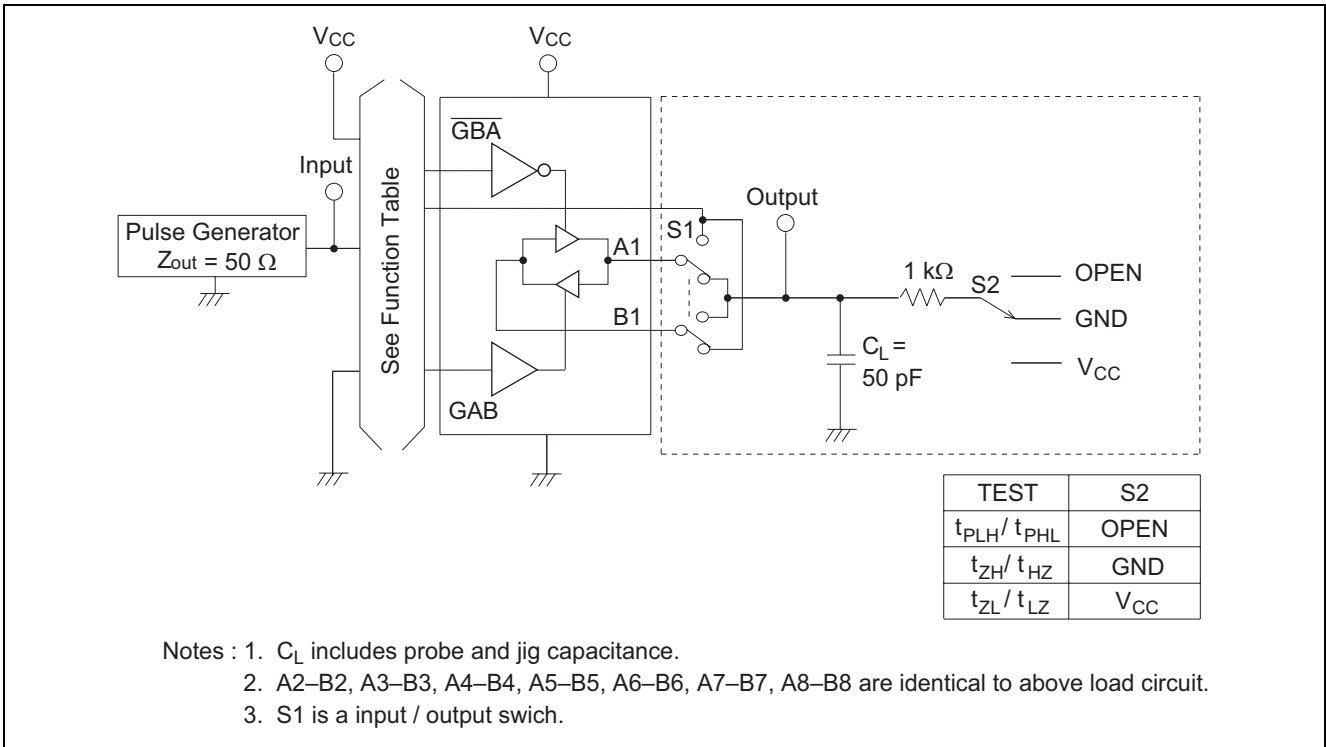 VCC
VCC
GBA
Input
See Function Table
Output
Pulse Generator
Zout = 50 Ω
S1
A1
1 kΩ
S2
OPEN
GND
VCC
B1
CL =
50 pF
GAB
TEST S2
tPLH / tPHL OPEN
tZH / tHZ GND
tZL / tLZ VCC
Notes : 1. CL includes probe and jig capacitance.
2. A2–B2, A3–B3, A4–B4, A5–B5, A6–B6, A7–B7, A8–B8 are identical to above load circuit.
3. S1 is a input / output swich.